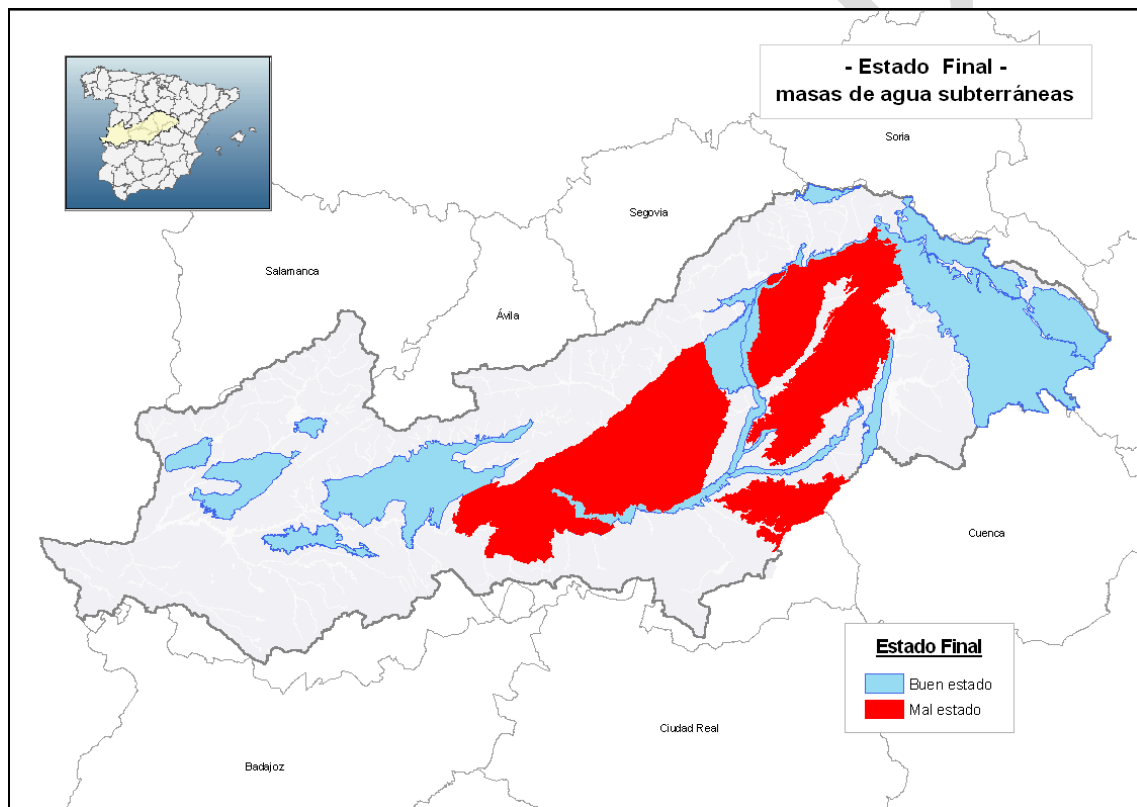 - Estado Final -
masas de agua subterráneas
Soria
Segovia
Salamanca
Ávila
Cuenca
Estado Final
Buen estado
Mal estado
Ciudad Real
Badajoz